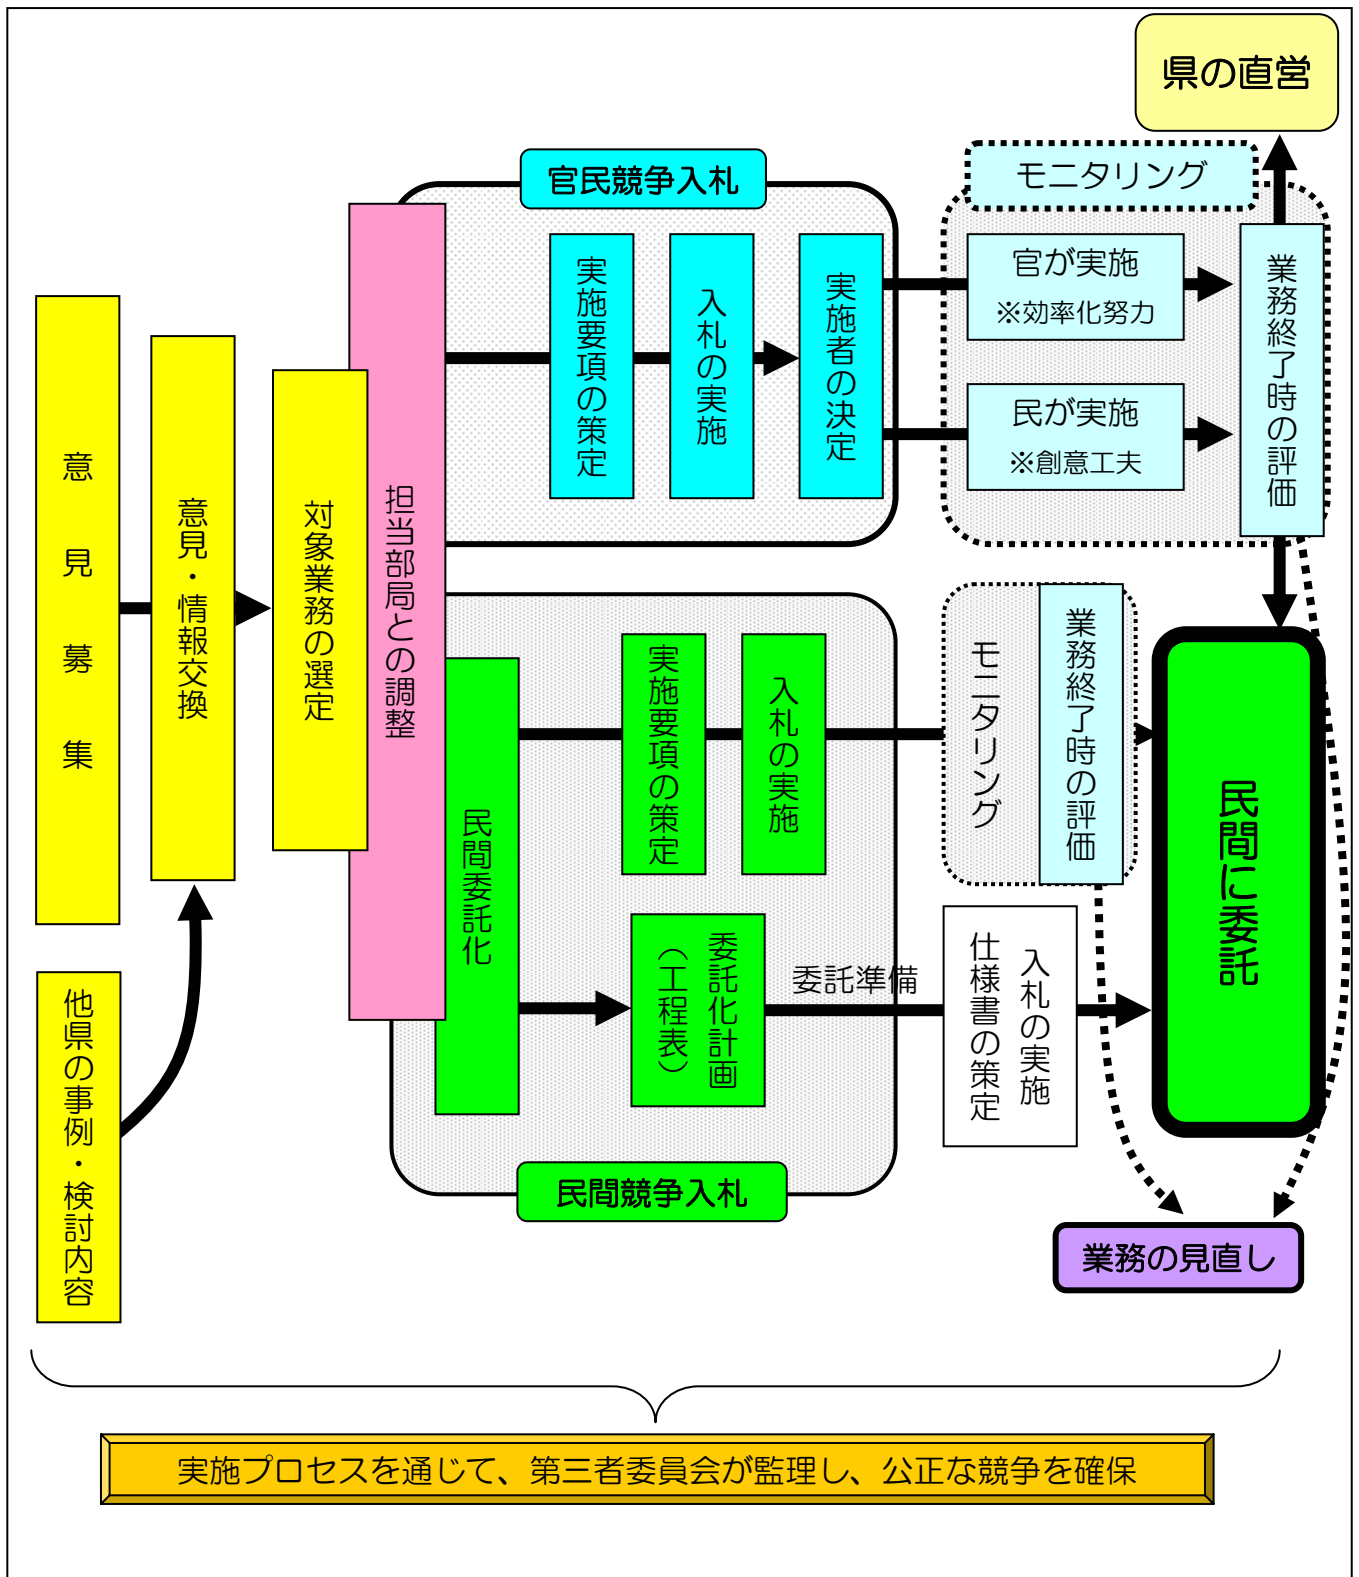 県の直営
官民競争入札
モニタリング
意見募集
意見・情報交換
他県の事例・検討内容
対象業務の選定
担当部局との調整
実施要項の策定
入札の実施
実施者の決定
官が実施
※効率化努力
民が実施
※創意工夫
業務終了時の評価
民間委託化
実施要項の策定
入札の実施
モニタリング
業務終了時の評価
委託化計画
（工程表）
委託準備
入札の実施
仕様書の策定
民間に委託
民間競争入札
業務の見直し
実施プロセスを通じて、第三者委員会が監理し、公正な競争を確保